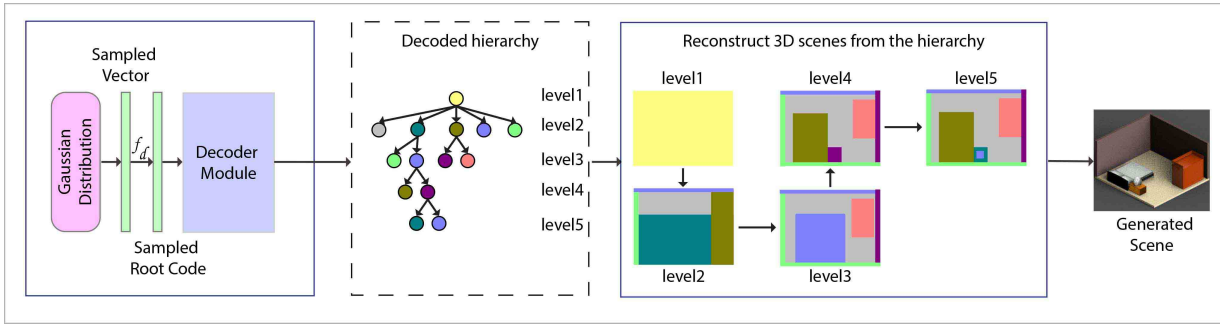 Sampled
Vector
Gaussian
Distribution
f_d
Decoder
Module
Sampled
Root Code
Decoded hierarchy
level1
level2
level3
level4
level5
Reconstruct 3D scenes from the hierarchy
level1
level4
level5
level2
level3
Generated
Scene